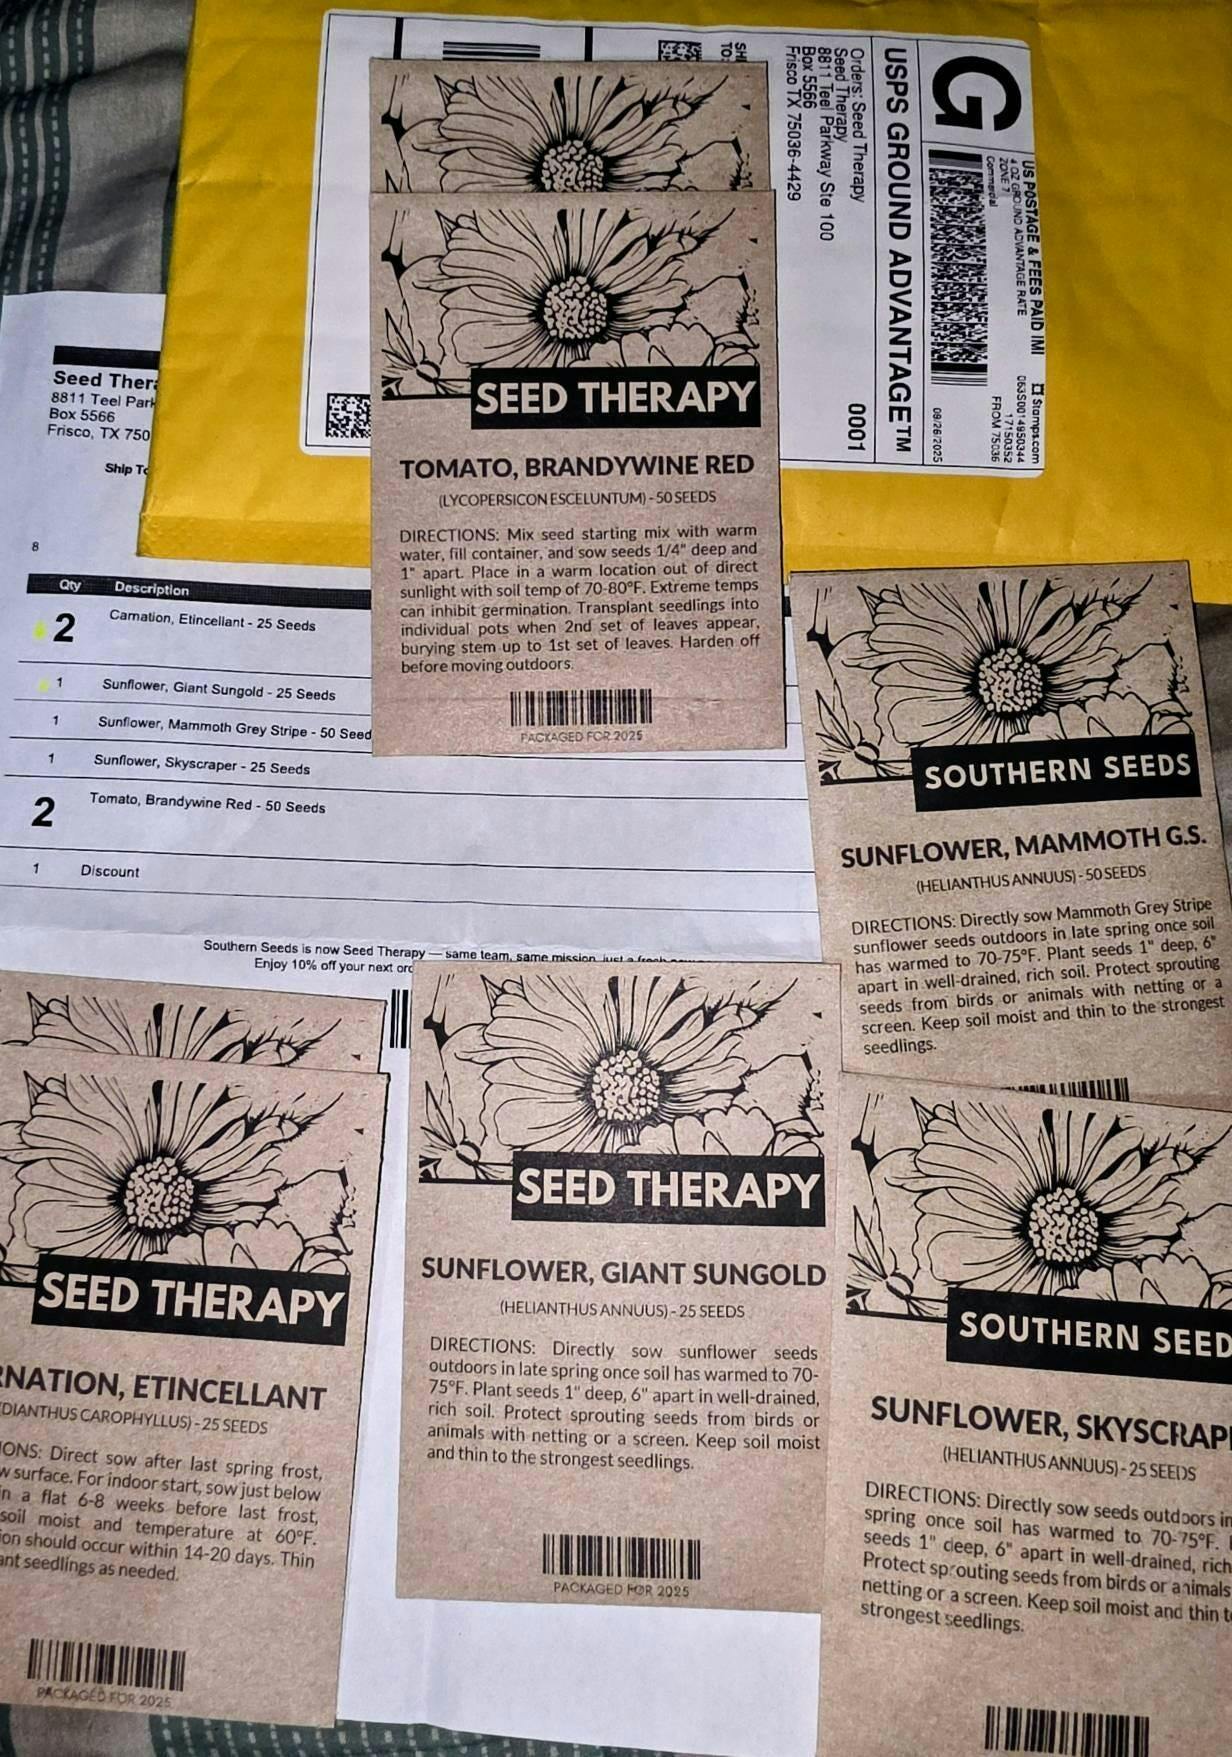 G
US POSTAGE & FEES PAID IMI
4 OZ GROUND ADVANTAGE RATE
ZONE 7
Commercial
Stamps.com
063S0014950344
17150352
FROM 75036
09/26/2025
USPS GROUND ADVANTAGE™
Orders: Seed Therapy
Seed Therapy
8811 Teel Parkway Ste 100
Box 5566
Frisco TX 75036-4429
0001
SH
TO:
Seed Thera
8811 Teel Park
Box 5566
Frisco, TX 750
Ship To
8
Qty Description
2 Carnation, Etincellant - 25 Seeds
1 Sunflower, Giant Sungold - 25 Seeds
1 Sunflower, Mammoth Grey Stripe - 50 Seed
1 Sunflower, Skyscraper - 25 Seeds
2 Tomato, Brandywine Red - 50 Seeds
1 Discount
Southern Seeds is now Seed Therapy — same team, same mission, just a fresh
Enjoy 10% off your next ord
SEED THERAPY
TOMATO, BRANDYWINE RED
(LYCOPERSICON ESCELUNTUM) - 50 SEEDS
DIRECTIONS: Mix seed starting mix with warm
water, fill container, and sow seeds 1/4" deep and
1" apart. Place in a warm location out of direct
sunlight with soil temp of 70-80°F. Extreme temps
can inhibit germination. Transplant seedlings into
individual pots when 2nd set of leaves appear,
burying stem up to 1st set of leaves. Harden off
before moving outdoors.
PACKAGED FOR 2025
SOUTHERN SEEDS
SUNFLOWER, MAMMOTH G.S.
(HELIANTHUS ANNUUS) - 50 SEEDS
DIRECTIONS: Directly sow Mammoth Grey Stripe
sunflower seeds outdoors in late spring once soil
has warmed to 70-75°F. Plant seeds 1" deep, 6"
apart in well-drained, rich soil. Protect sprouting
seeds from birds or animals with netting or a
screen. Keep soil moist and thin to the strongest
seedlings.
SEED THERAPY
RNATION, ETINCELLANT
(DIANTHUS CAROPHYLLUS) - 25 SEEDS
IONS: Direct sow after last spring frost,
w surface. For indoor start, sow just below
in a flat 6-8 weeks before last frost,
soil moist and temperature at 60°F.
ion should occur within 14-20 days. Thin
ant seedlings as needed.
PACKAGED FOR 2025
SEED THERAPY
SUNFLOWER, GIANT SUNGOLD
(HELIANTHUS ANNUUS) - 25 SEEDS
DIRECTIONS: Directly sow sunflower seeds
outdoors in late spring once soil has warmed to 70-
75°F. Plant seeds 1" deep, 6" apart in well-drained,
rich soil. Protect sprouting seeds from birds or
animals with netting or a screen. Keep soil moist
and thin to the strongest seedlings.
PACKAGED FOR 2025
SOUTHERN SEED
SUNFLOWER, SKYSCRAP
(HELIANTHUS ANNUUS) - 25 SEEDS
DIRECTIONS: Directly sow seeds outdoors in
spring once soil has warmed to 70-75°F.
seeds 1" deep, 6" apart in well-drained, rich
Protect sprouting seeds from birds or animals
netting or a screen. Keep soil moist and thin t
strongest seedlings.